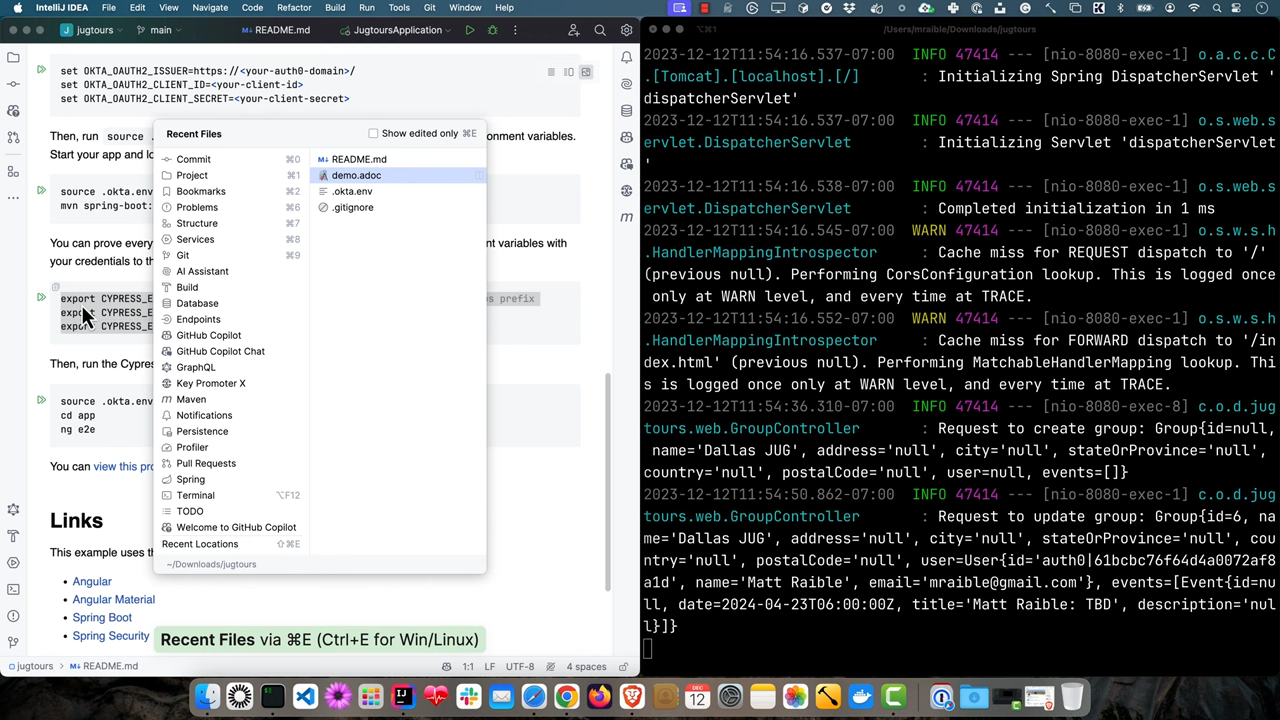 IntelliJ IDEA File Edit View Navigate Code Refactor Build Run Tools Git Window
jugtours main README.md JugtoursApplication
set OKTA_OAUTH2_ISSUER=https://<your-auth0-domain>/
set OKTA_OAUTH2_CLIENT_ID=<your-client-id>
set OKTA_OAUTH2_CLIENT_SECRET=<your-client-secret>
Then, run source . onment variables.
Start your app and lo
source .okta.env
mvn spring-boot:
You can prove every nt variables with
your credentials to th
export CYPRESS_E s prefix
export CYPRESS_E
export CYPRESS_E
Then, run the Cypres
source .okta.env
cd app
ng e2e
You can view this pro
Links
This example uses th
Angular
Angular Material
Spring Boot
Spring Security
Recent Files
Show edited only ⌘E
Commit ⌘0
Project ⌘1
Bookmarks ⌘2
Problems ⌘6
Structure ⌘7
Services ⌘8
Git ⌘9
AI Assistant
Build
Database
Endpoints
GitHub Copilot
GitHub Copilot Chat
GraphQL
Key Promoter X
Maven
Notifications
Persistence
Profiler
Pull Requests
Spring
Terminal ⌥F12
TODO
Welcome to GitHub Copilot
Recent Locations ⇧⌘E
README.md
demo.adoc
.okta.env
.gitignore
~/Downloads/jugtours
Recent Files via ⌘E (Ctrl+E for Win/Linux)
jugtours > README.md 1:1 LF UTF-8 4 spaces
⌥⌘1 /Users/mraible/Downloads/jugtours
2023-12-12T11:54:16.537-07:00 INFO 47414 --- [nio-8080-exec-1] o.a.c.c.C
.[Tomcat].[localhost].[/] : Initializing Spring DispatcherServlet '
dispatcherServlet'
2023-12-12T11:54:16.537-07:00 INFO 47414 --- [nio-8080-exec-1] o.s.web.s
ervlet.DispatcherServlet : Initializing Servlet 'dispatcherServlet
'
2023-12-12T11:54:16.538-07:00 INFO 47414 --- [nio-8080-exec-1] o.s.web.s
ervlet.DispatcherServlet : Completed initialization in 1 ms
2023-12-12T11:54:16.545-07:00 WARN 47414 --- [nio-8080-exec-1] o.s.w.s.h
.HandlerMappingIntrospector : Cache miss for REQUEST dispatch to '/'
(previous null). Performing CorsConfiguration lookup. This is logged once
only at WARN level, and every time at TRACE.
2023-12-12T11:54:16.552-07:00 WARN 47414 --- [nio-8080-exec-1] o.s.w.s.h
.HandlerMappingIntrospector : Cache miss for FORWARD dispatch to '/in
dex.html' (previous null). Performing MatchableHandlerMapping lookup. Thi
s is logged once only at WARN level, and every time at TRACE.
2023-12-12T11:54:36.310-07:00 INFO 47414 --- [nio-8080-exec-8] c.o.d.jug
tours.web.GroupController : Request to create group: Group{id=null,
name='Dallas JUG', address='null', city='null', stateOrProvince='null',
country='null', postalCode='null', user=null, events=[]}
2023-12-12T11:54:50.862-07:00 INFO 47414 --- [nio-8080-exec-1] c.o.d.jug
tours.web.GroupController : Request to update group: Group{id=6, na
me='Dallas JUG', address='null', city='null', stateOrProvince='null', cou
ntry='null', postalCode='null', user=User{id='auth0|61bcbc76f64d4a0072af8
a1d', name='Matt Raible', email='mraible@gmail.com'}, events=[Event{id=nu
ll, date=2024-04-23T06:00:00Z, title='Matt Raible: TBD', description='nul
l'}]}
DEC
12